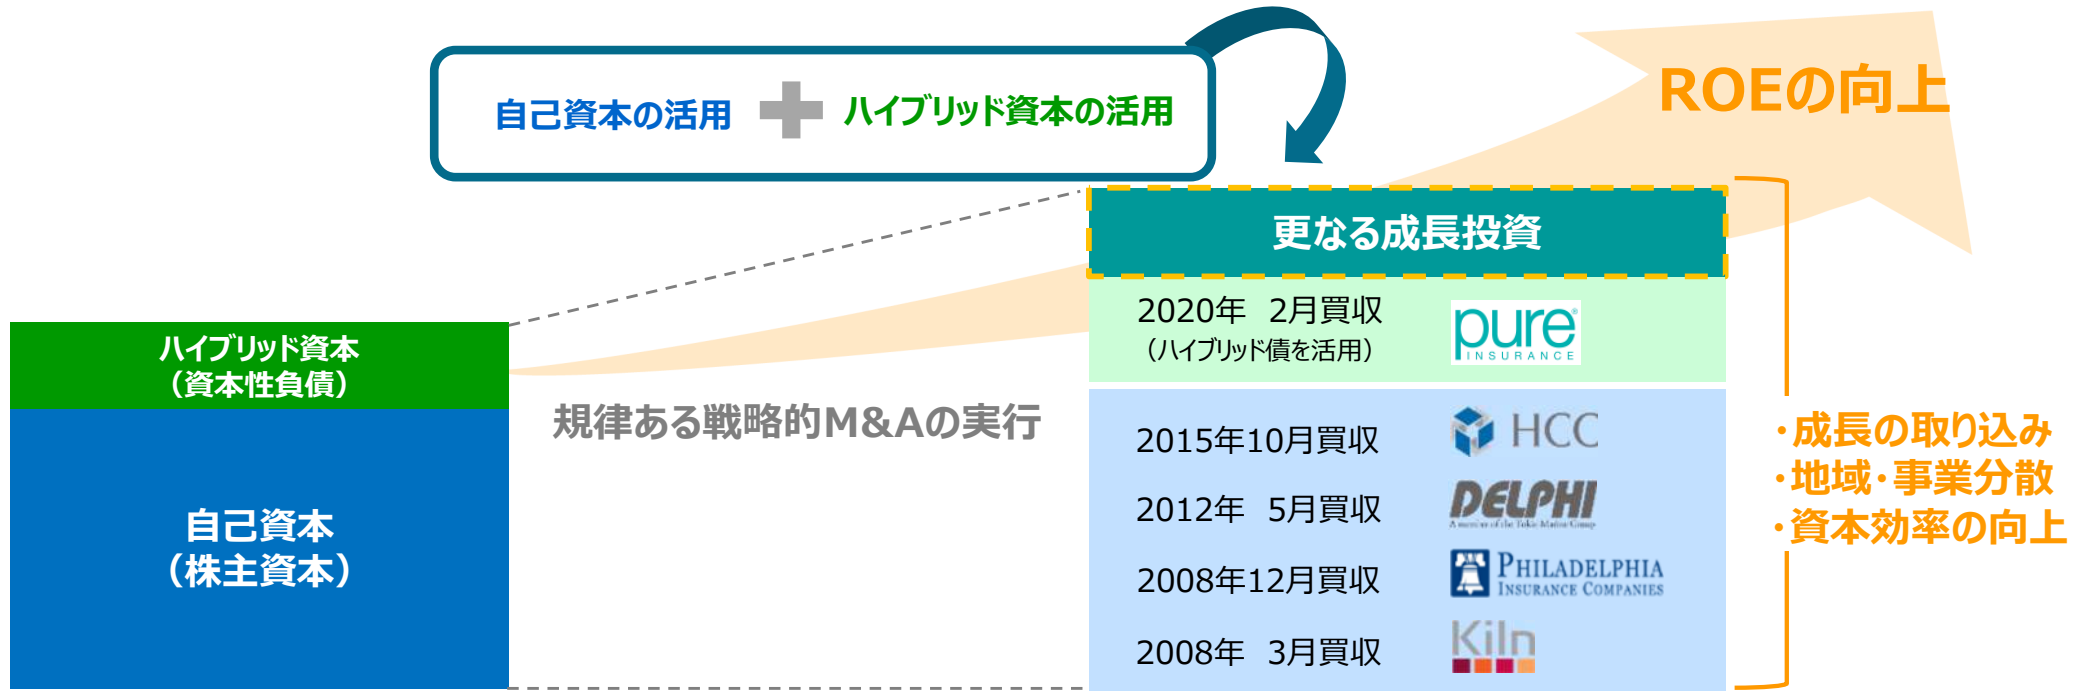 ROEの向上
自己資本の活用 + ハイブリッド資本の活用
更なる成長投資
2020年 2月買収
（ハイブリッド債を活用）
pure
INSURANCE
ハイブリッド資本
（資本性負債）
自己資本
（株主資本）
規律ある戦略的M&Aの実行
2015年10月買収
HCC
2012年 5月買収
DELPHI
A member of the Tokio Marine Group
2008年12月買収
PHILADELPHIA
INSURANCE COMPANIES
2008年 3月買収
Kiln
・成長の取り込み
・地域・事業分散
・資本効率の向上